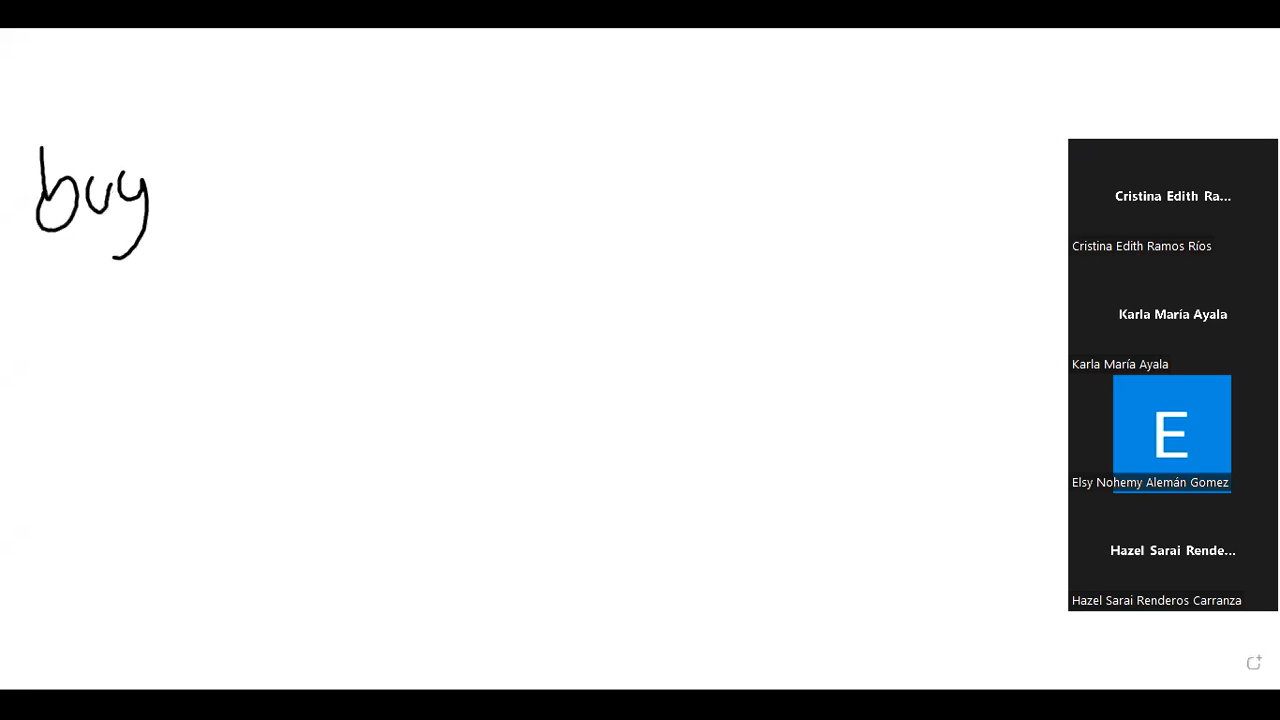 buy
Cristina Edith Ra...
Cristina Edith Ramos Ríos
Karla María Ayala
Karla María Ayala
E
Elsy Nohemy Alemán Gomez
Hazel Sarai Rende...
Hazel Sarai Renderos Carranza